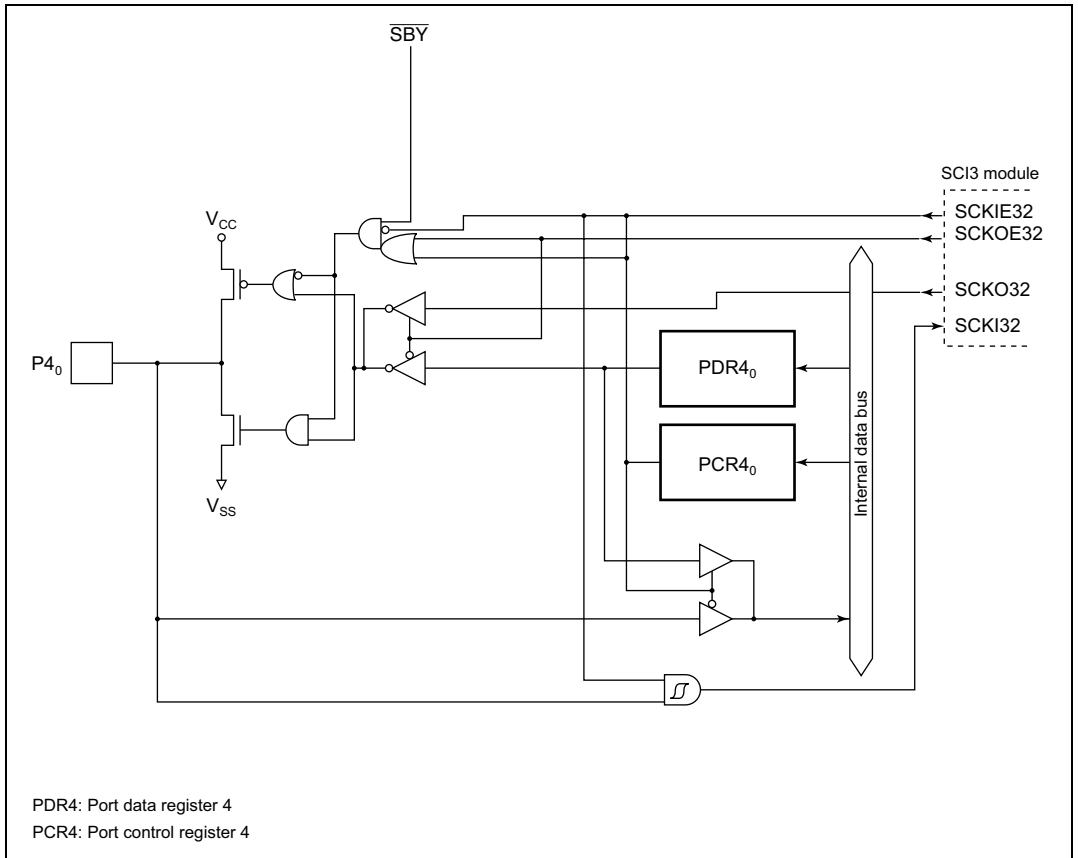 SBY
SCI3 module
SCKIE32
SCKOE32
SCKO32
SCKI32
VCC
P40
VSS
PDR40
PCR40
Internal data bus
PDR4: Port data register 4
PCR4: Port control register 4